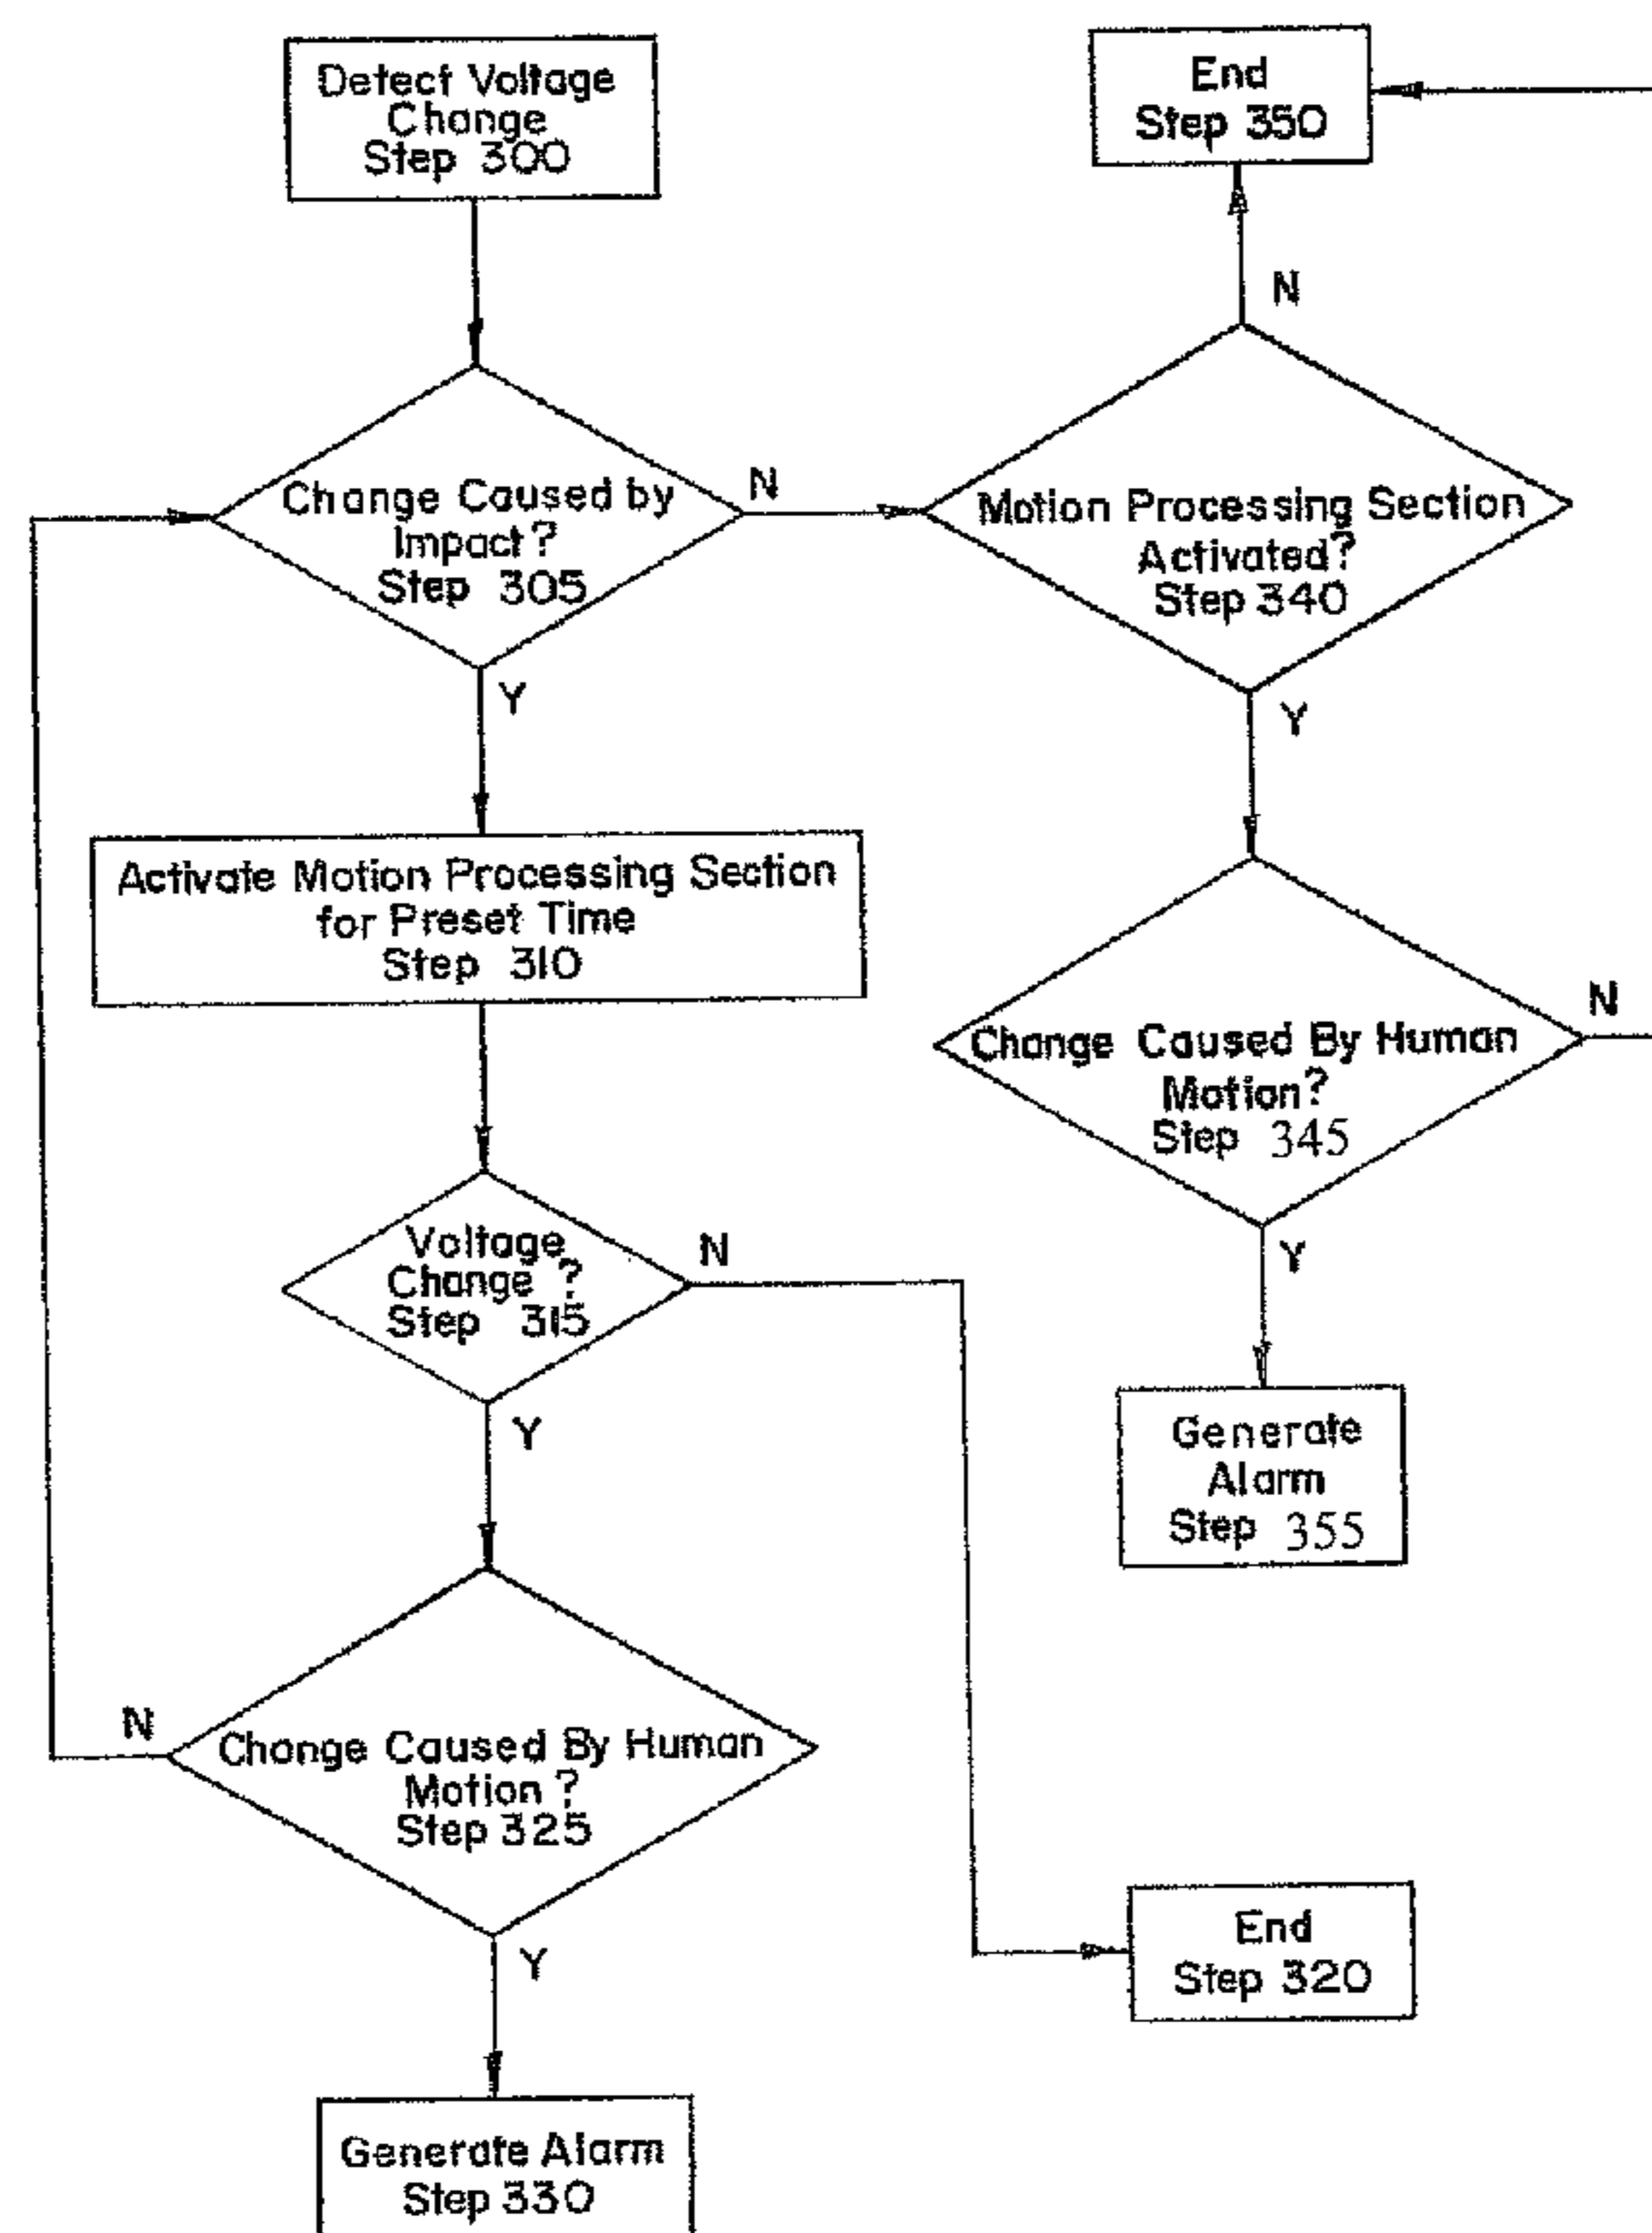 Detect Voltage
Change
Step 300
Change Caused by
Impact?
Step 305
N
Y
Activate Motion Processing Section
for Preset Time
Step 310
Voltage
Change ?
Step 315
N
Y
Change Caused By Human
Motion ?
Step 325
N
Y
Generate Alarm
Step 330
End
Step 350
N
Motion Processing Section
Activated?
Step 340
Y
Change Caused By Human
Motion?
Step 345
N
Y
Generate
Alarm
Step 355
End
Step 320